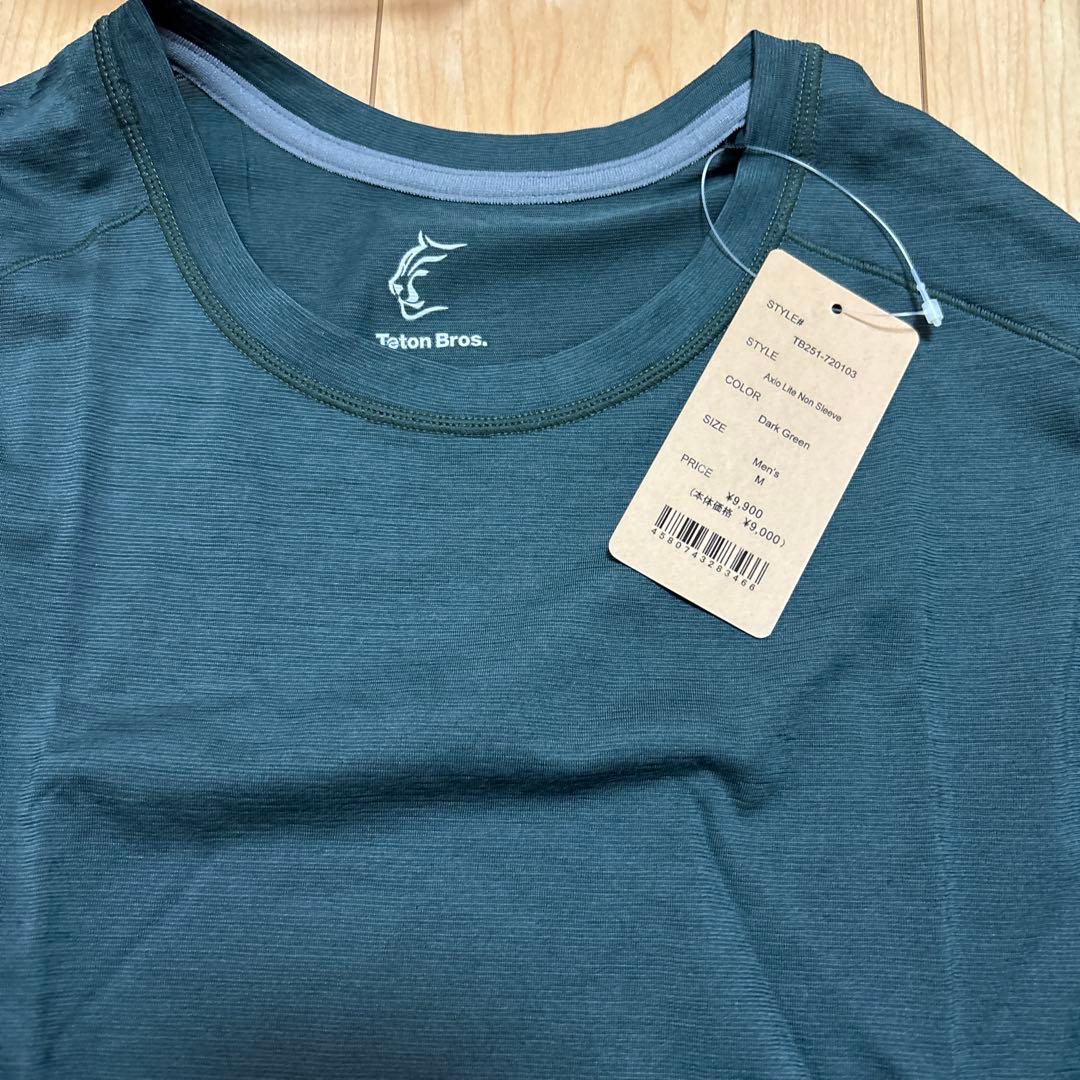 Teton Bros.
STYLE#
TB251-720103
STYLE
Axio Lite Non Sleeve
COLOR
Dark Green
SIZE
Men's
M
PRICE
¥9,900
(本体価格 ¥9,000)
4580743283466